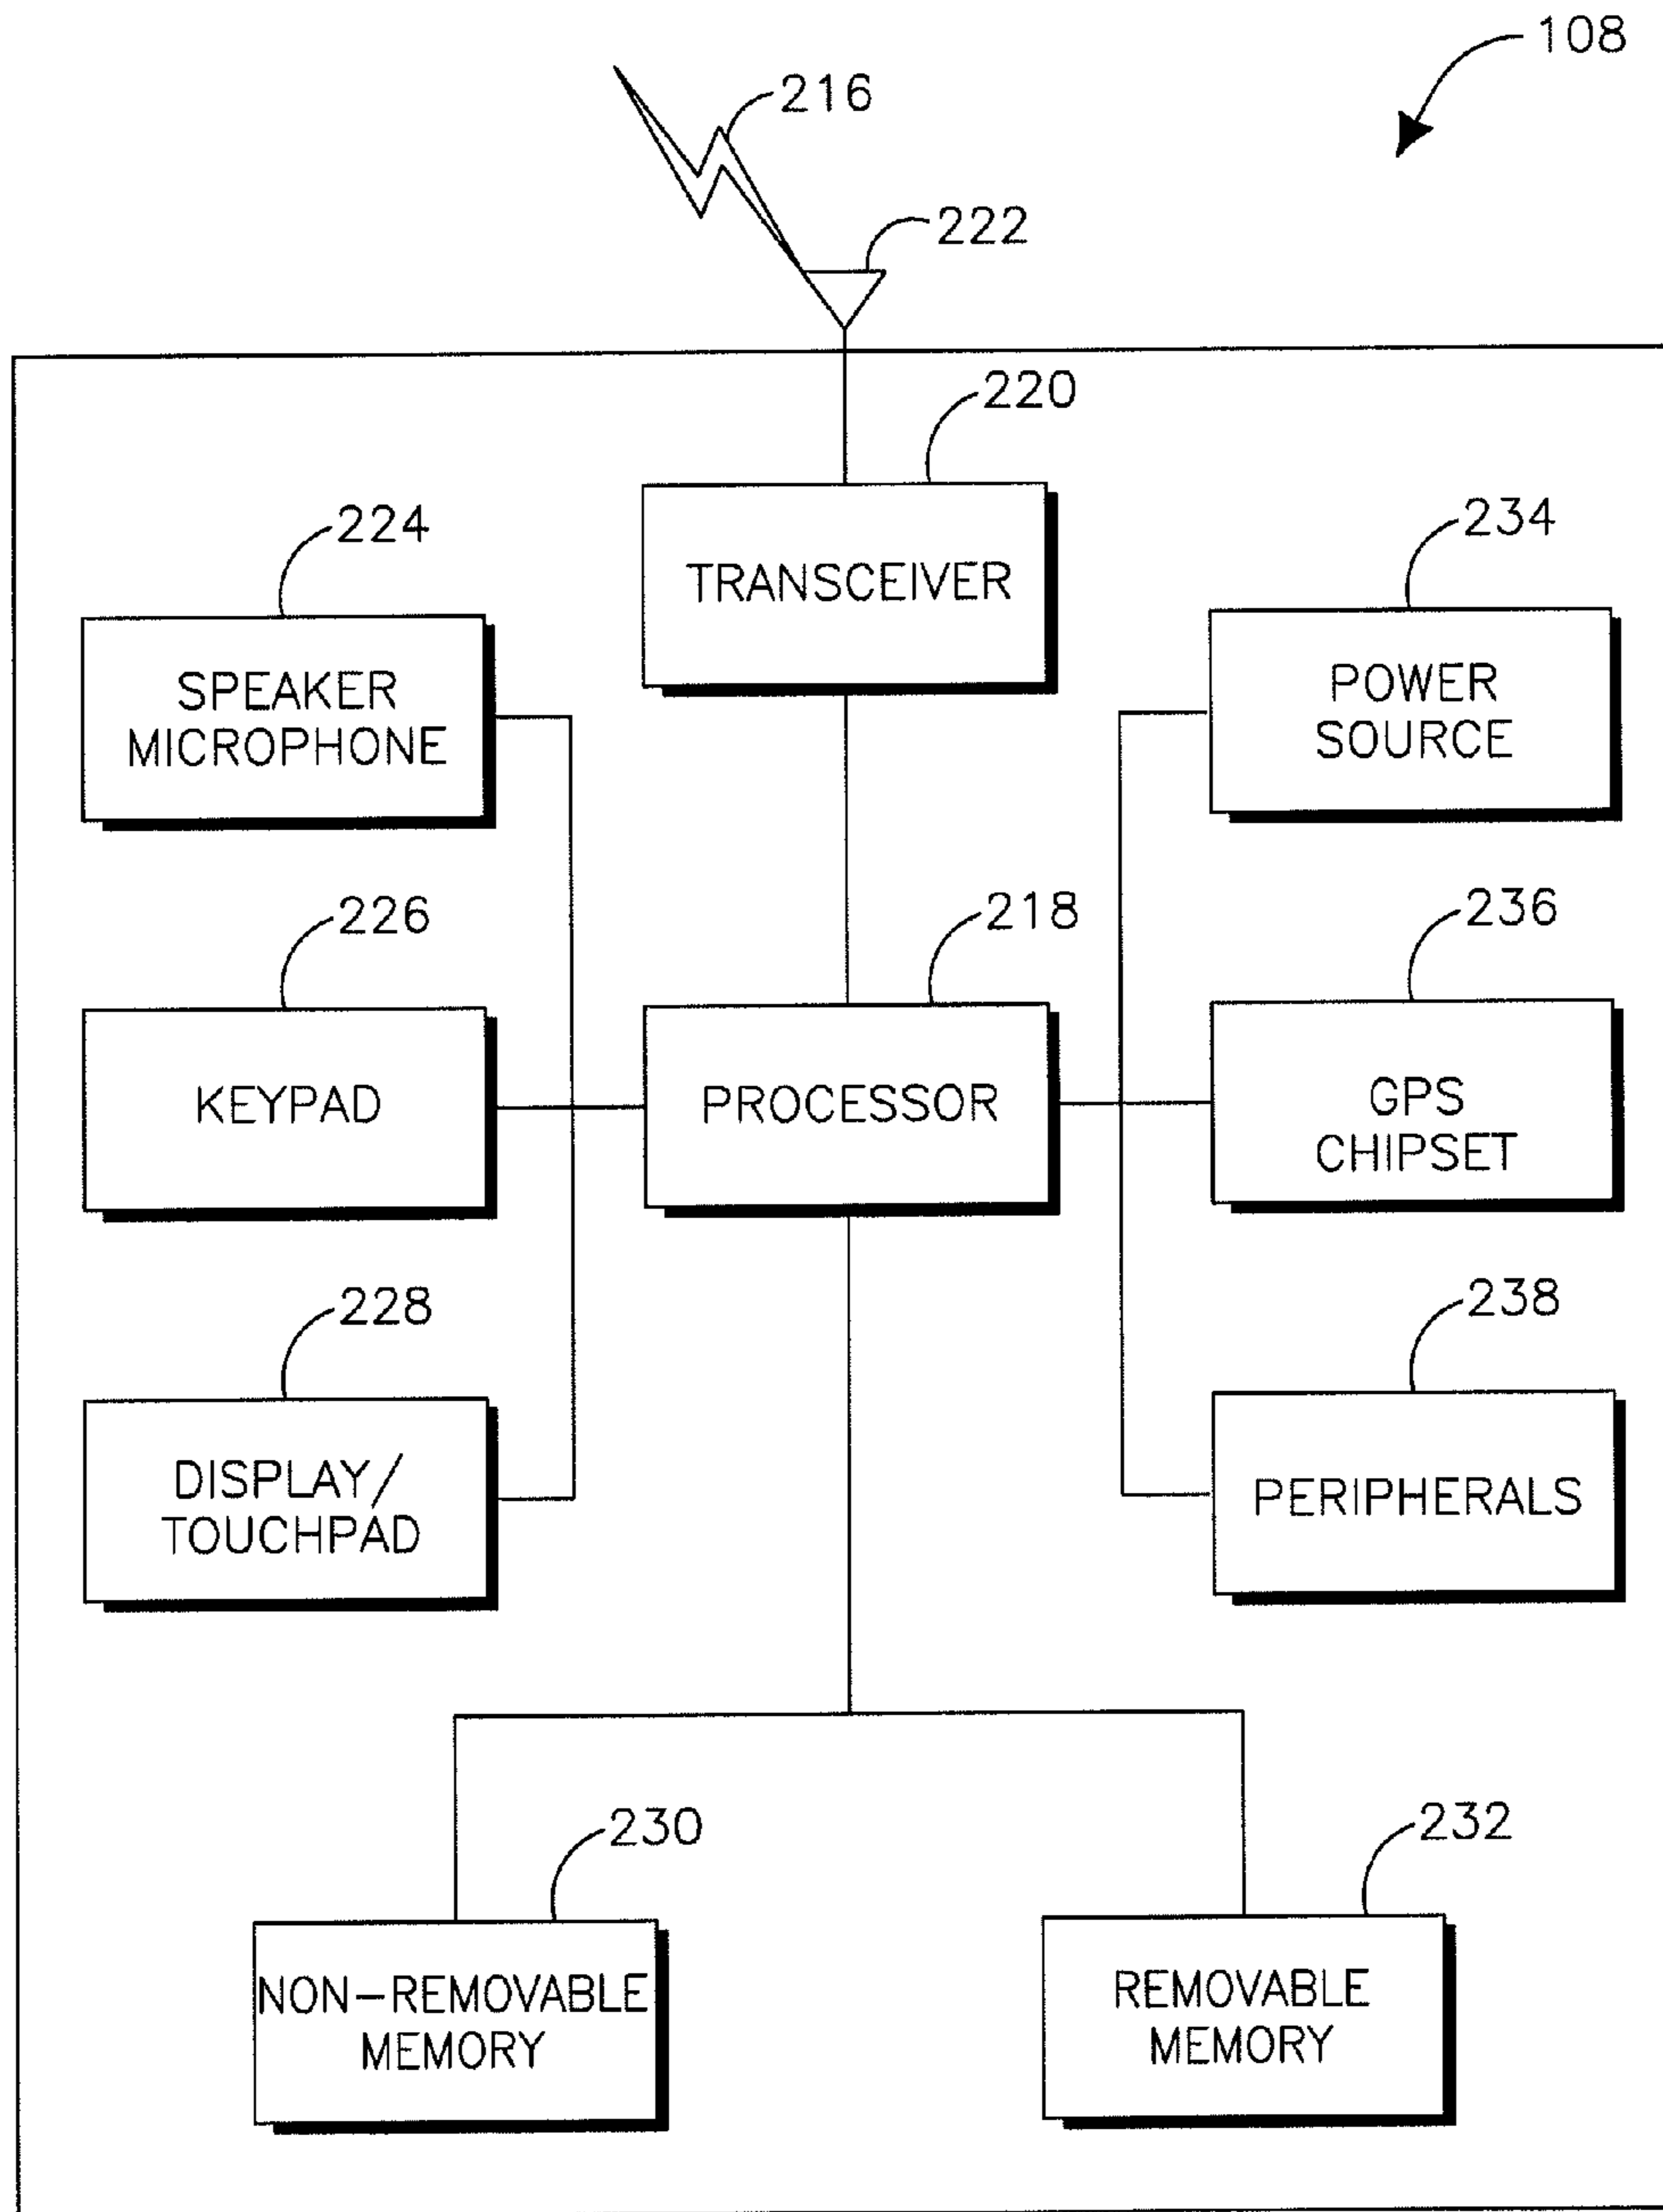 108
216
222
220
TRANSCEIVER
224
SPEAKER
MICROPHONE
234
POWER
SOURCE
226
KEYPAD
218
PROCESSOR
236
GPS
CHIPSET
228
DISPLAY/
TOUCHPAD
238
PERIPHERALS
230
NON-REMOVABLE
MEMORY
232
REMOVABLE
MEMORY